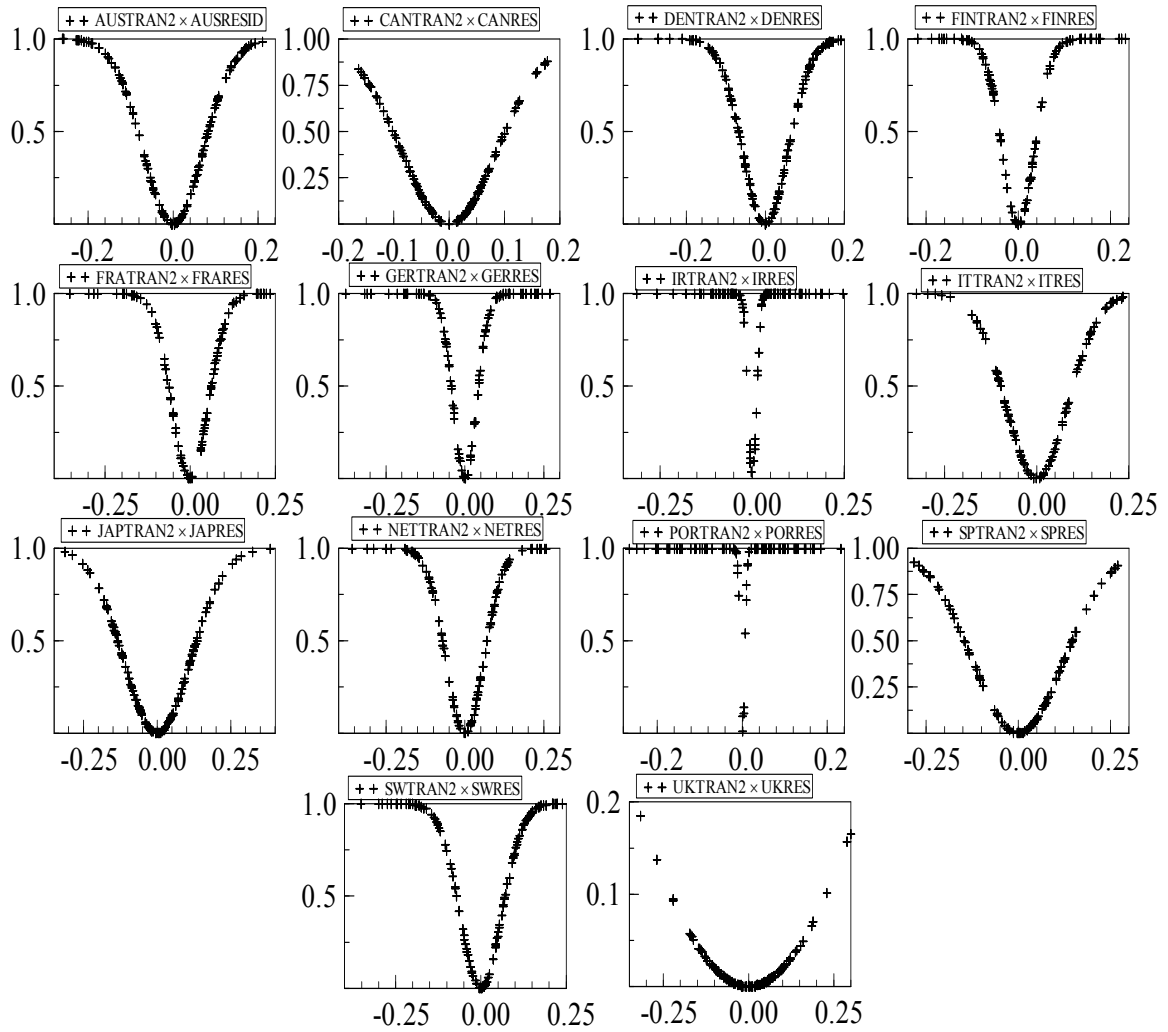 ++ AUSTRAN2 × AUSRESID
++ CANTRAN2 × CANRES
++ DENTRAN2 × DENRES
++ FINTRAN2 × FINRES
1.0
0.5
-0.2 0.0 0.2
1.00
0.75
0.50
0.25
-0.2 -0.1 0.0 0.1 0.2
1.0
0.5
-0.2 0.0 0.2
1.0
0.5
-0.2 0.0 0.2
++ FRATRAN2 × FRARES
++ GERTRAN2 × GERRES
++ IRTRAN2 × IRRES
++ ITTRAN2 × ITRES
1.0
0.5
-0.25 0.00 0.25
1.0
0.5
-0.25 0.00 0.25
1.0
0.5
-0.25 0.00 0.25
1.0
0.5
-0.25 0.00 0.25
++ JAPTRAN2 × JAPRES
++ NETTRAN2 × NETRES
++ PORTRAN2 × PORRES
++ SPTRAN2 × SPRES
1.0
0.5
-0.25 0.00 0.25
1.0
0.5
-0.25 0.00 0.25
1.0
0.5
-0.2 0.0 0.2
1.00
0.75
0.50
0.25
-0.25 0.00 0.25
++ SWTRAN2 × SWRES
++ UKTRAN2 × UKRES
1.0
0.5
-0.25 0.00 0.25
0.2
0.1
-0.25 0.00 0.25